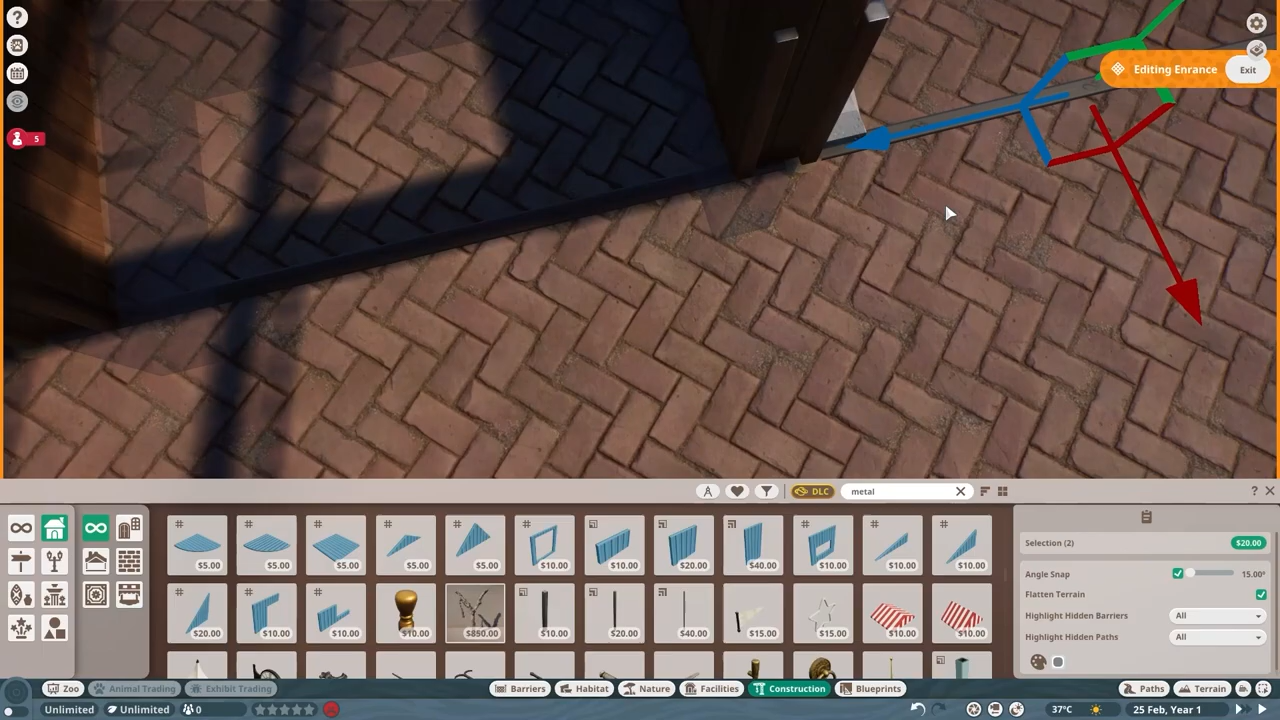 ?
5
Editing Enrance
Exit
DLC
metal
? ×
# $5.00
# $5.00
# $5.00
# $5.00
# $5.00
# $10.00
$10.00
$20.00
$40.00
# $10.00
# $10.00
# $10.00
# $20.00
# $10.00
# $10.00
$10.00
$850.00
$10.00
$20.00
$40.00
$15.00
# $15.00
$10.00
$10.00
Selection (2)
$20.00
Angle Snap
15.00°
Flatten Terrain
Highlight Hidden Barriers
All
Highlight Hidden Paths
All
Zoo
Animal Trading
Exhibit Trading
Barriers
Habitat
Nature
Facilities
Construction
Blueprints
Paths
Terrain
Unlimited
Unlimited
0
37°C
25 Feb, Year 1